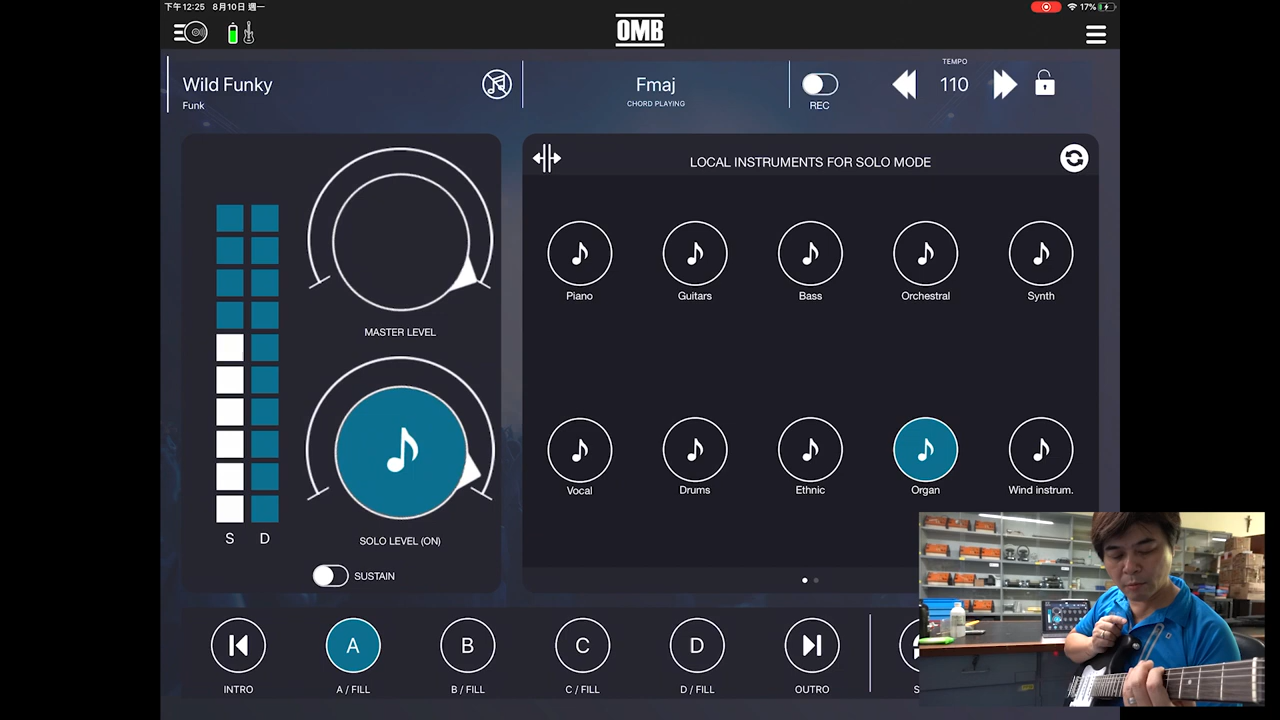 下午 12:25 8月10日 週一
17%
OMB
Wild Funky
Funk
Fmaj
CHORD PLAYING
REC
TEMPO
110
LOCAL INSTRUMENTS FOR SOLO MODE
MASTER LEVEL
SOLO LEVEL (ON)
S D
SUSTAIN
Piano Guitars Bass Orchestral Synth
Vocal Drums Ethnic Organ Wind instrum.
A B C D
INTRO A / FILL B / FILL C / FILL D / FILL OUTRO